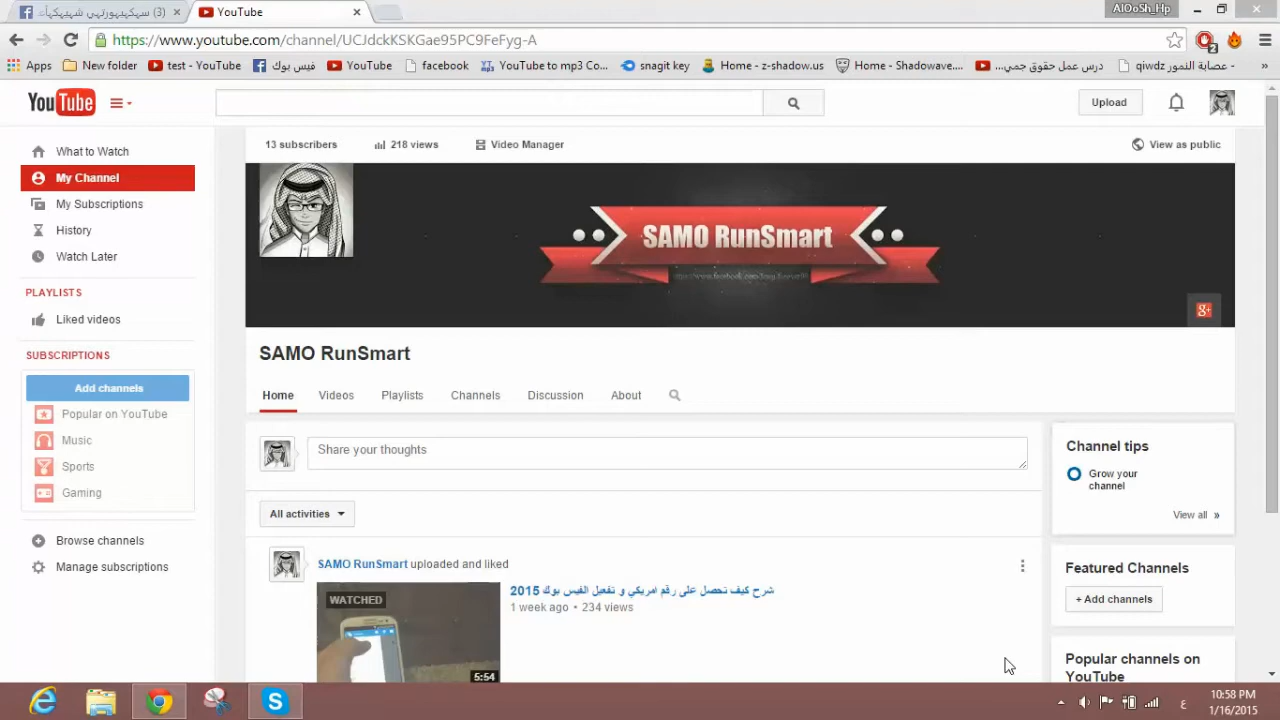 (3) سيكيديورتيي شيتيكيآت
YouTube
AlOoSh_Hp
https://www.youtube.com/channel/UCJdckKSKGae95PC9FeFyg-A
Apps New folder test - YouTube فيس بوك YouTube facebook YouTube to mp3 Co... snagit key Home - z-shadow.us Home - Shadowave.... درس عمل حقوق جمي... qiwdz عصابة النمور -
YouTube
Upload
13 subscribers 218 views Video Manager View as public
What to Watch
My Channel
My Subscriptions
History
Watch Later
PLAYLISTS
Liked videos
SUBSCRIPTIONS
Add channels
Popular on YouTube
Music
Sports
Gaming
Browse channels
Manage subscriptions
SAMO RunSmart
SAMO RunSmart
Home Videos Playlists Channels Discussion About
Share your thoughts
All activities
SAMO RunSmart uploaded and liked
WATCHED
5:54
شرح كيف تحصل على رقم امريكي و تفعيل الفيس بوك 2015
1 week ago • 234 views
Channel tips
Grow your
channel
View all »
Featured Channels
+ Add channels
Popular channels on
YouTube
ع
10:58 PM
1/16/2015